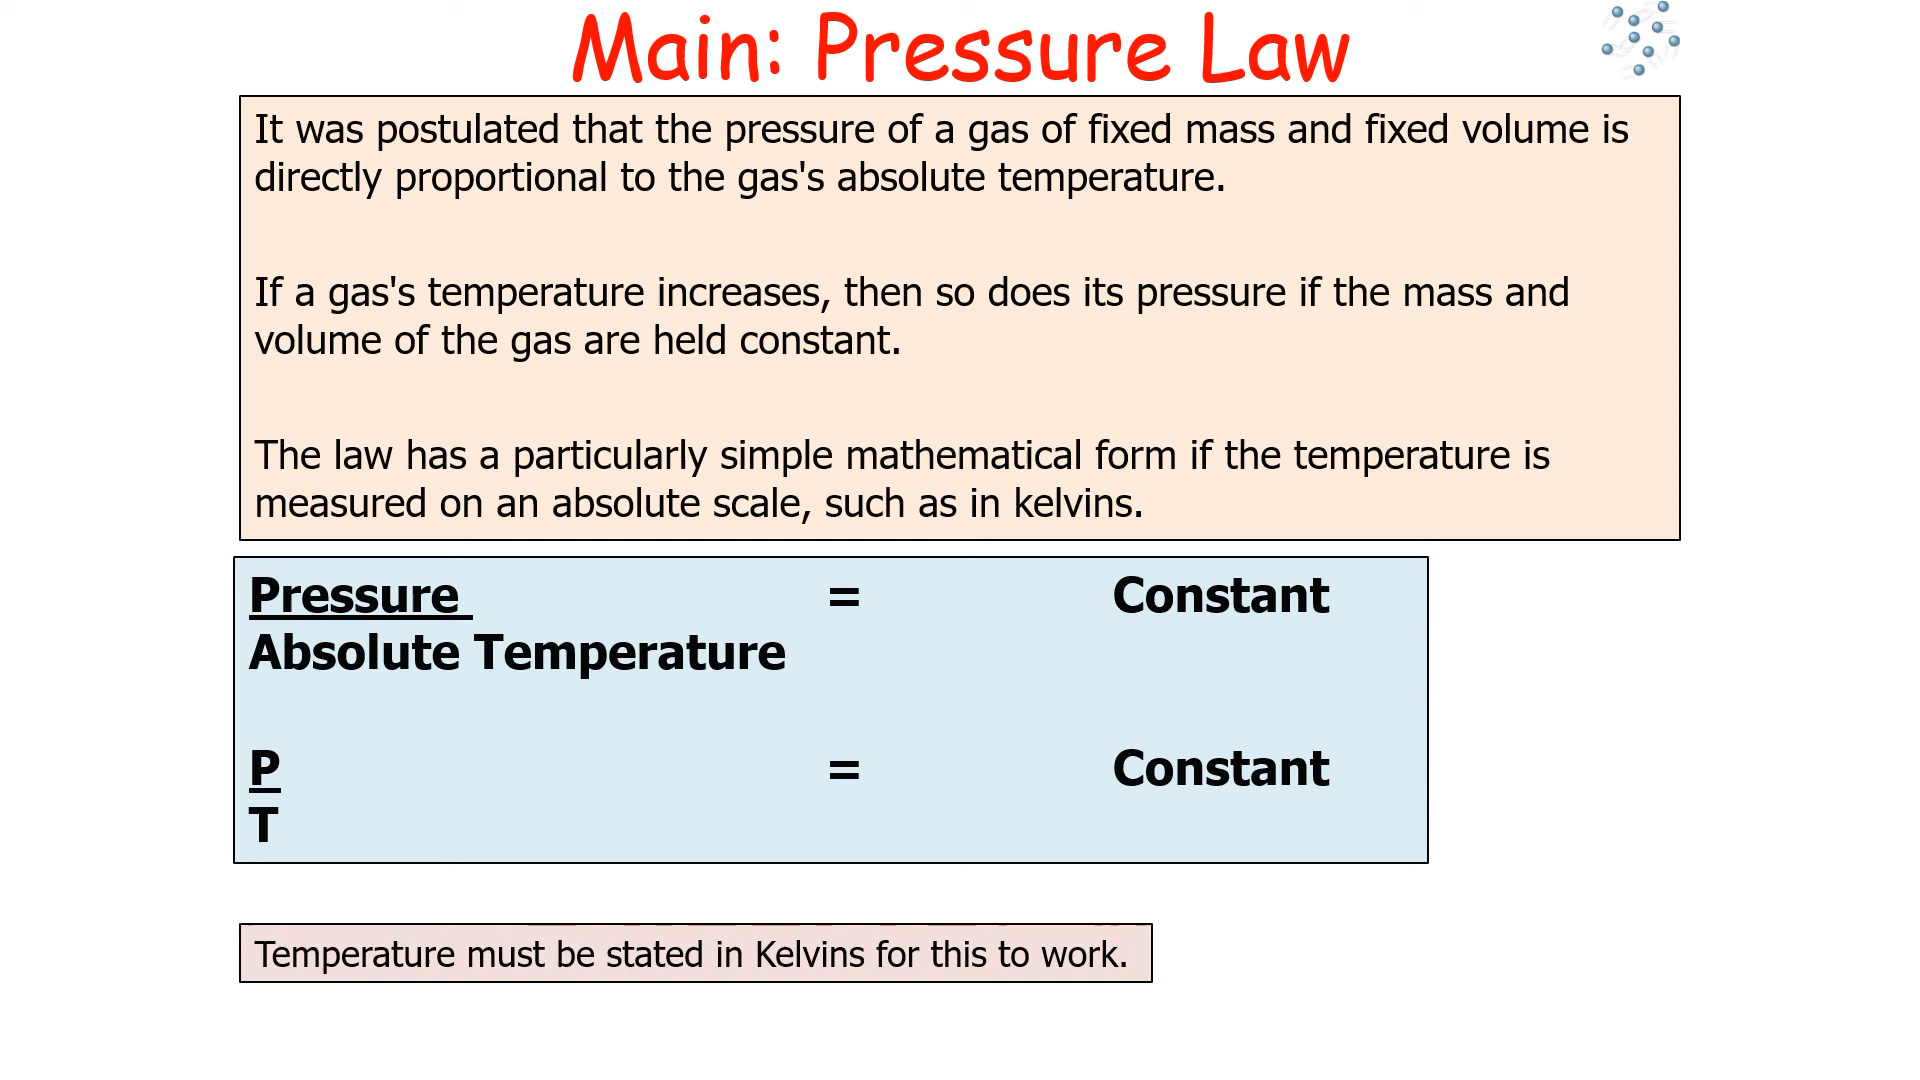 Main: Pressure Law
It was postulated that the pressure of a gas of fixed mass and fixed volume is
directly proportional to the gas's absolute temperature.
If a gas's temperature increases, then so does its pressure if the mass and
volume of the gas are held constant.
The law has a particularly simple mathematical form if the temperature is
measured on an absolute scale, such as in kelvins.
Pressure = Constant
Absolute Temperature
P = Constant
T
Temperature must be stated in Kelvins for this to work.